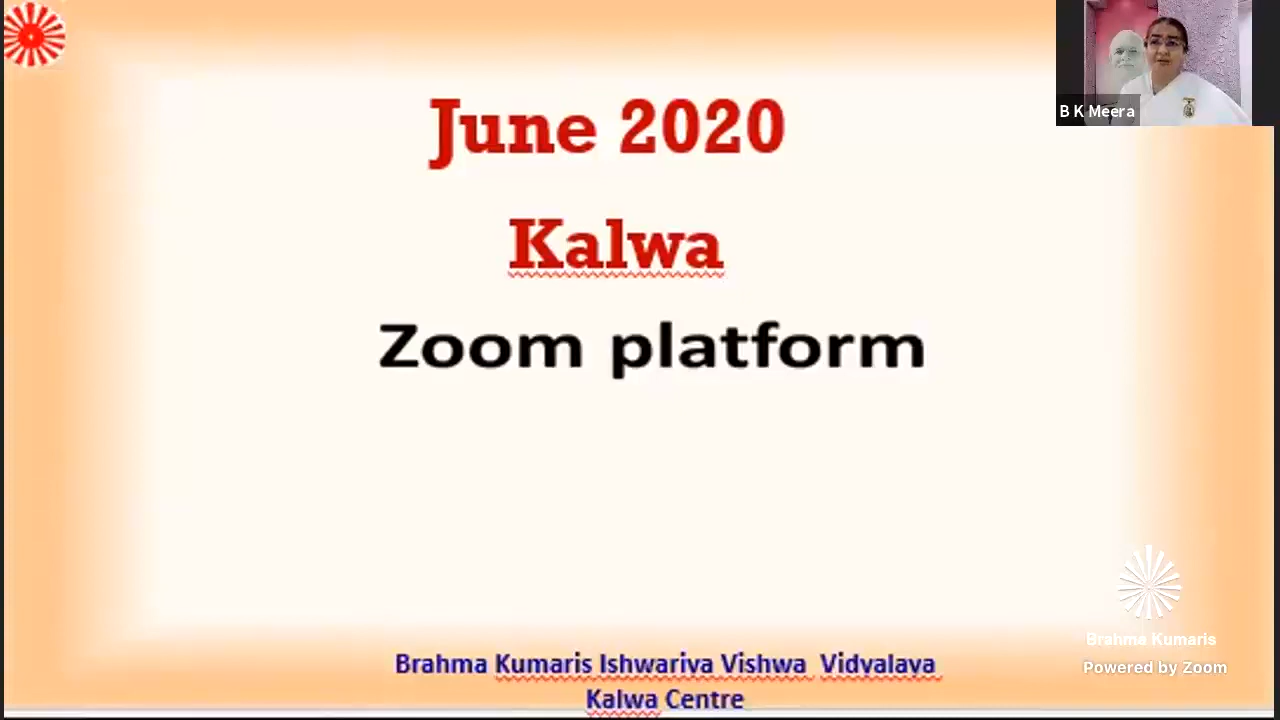 June 2020
B K Meera
Kalwa
Zoom platform
Brahma Kumaris
Powered by Zoom
Brahma Kumaris Ishwariya Vishwa Vidyalaya
Kalwa Centre